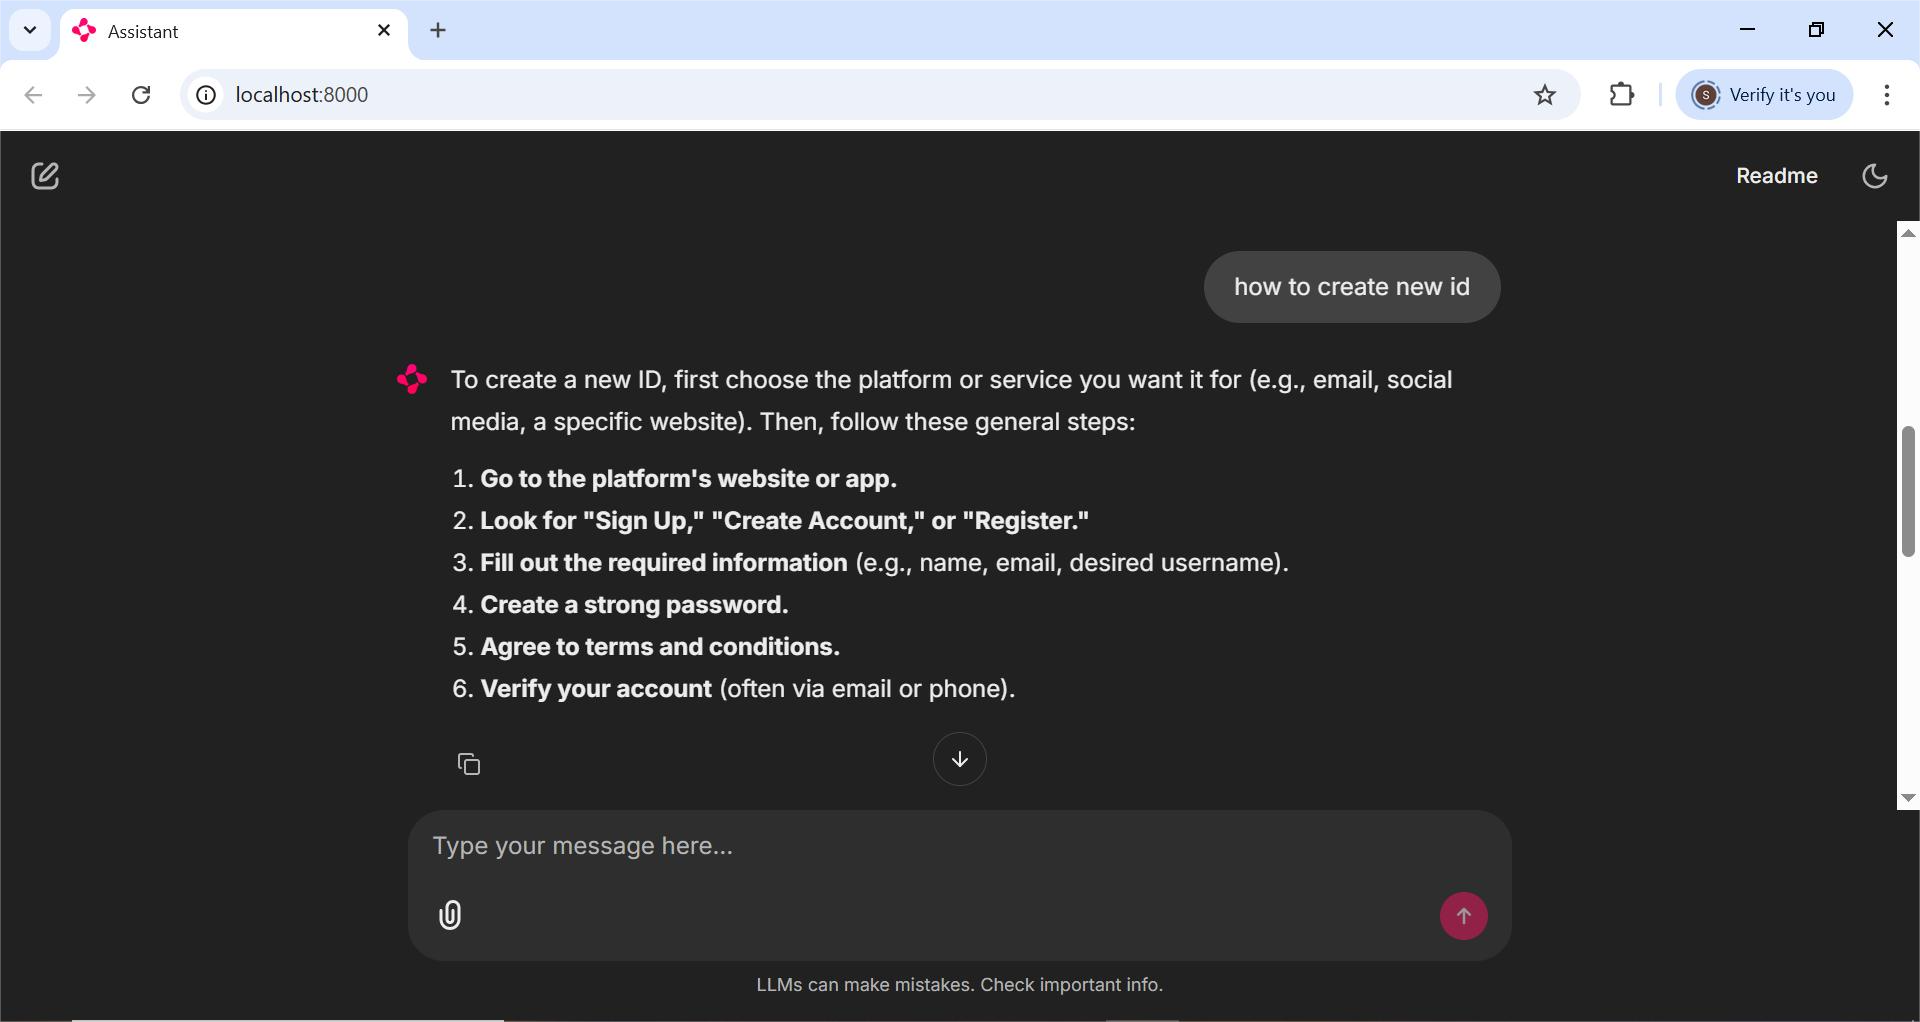 Assistant
localhost:8000
S
Verify it's you
Readme
how to create new id
To create a new ID, first choose the platform or service you want it for (e.g., email, social
media, a specific website). Then, follow these general steps:
1. Go to the platform's website or app.
2. Look for "Sign Up," "Create Account," or "Register."
3. Fill out the required information (e.g., name, email, desired username).
4. Create a strong password.
5. Agree to terms and conditions.
6. Verify your account (often via email or phone).
Type your message here...
LLMs can make mistakes. Check important info.